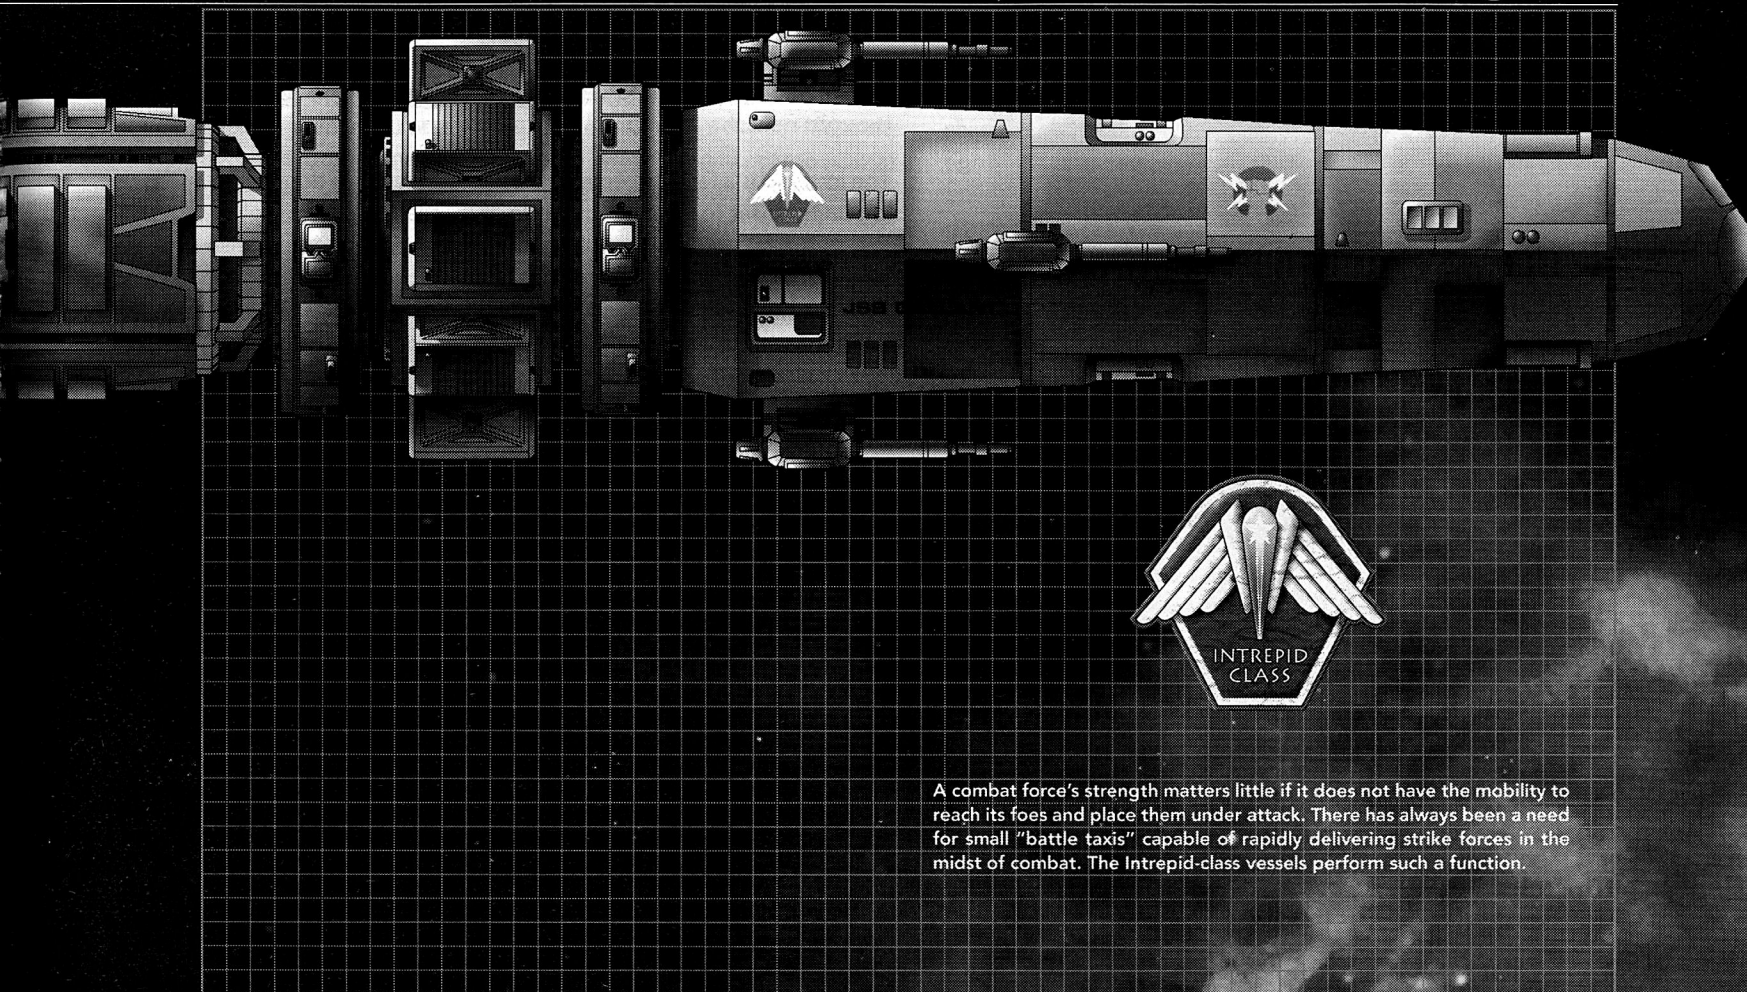 JSB
INTREPID
CLASS
A combat force's strength matters little if it does not have the mobility to
reach its foes and place them under attack. There has always been a need
for small "battle taxis" capable of rapidly delivering strike forces in the
midst of combat. The Intrepid-class vessels perform such a function.